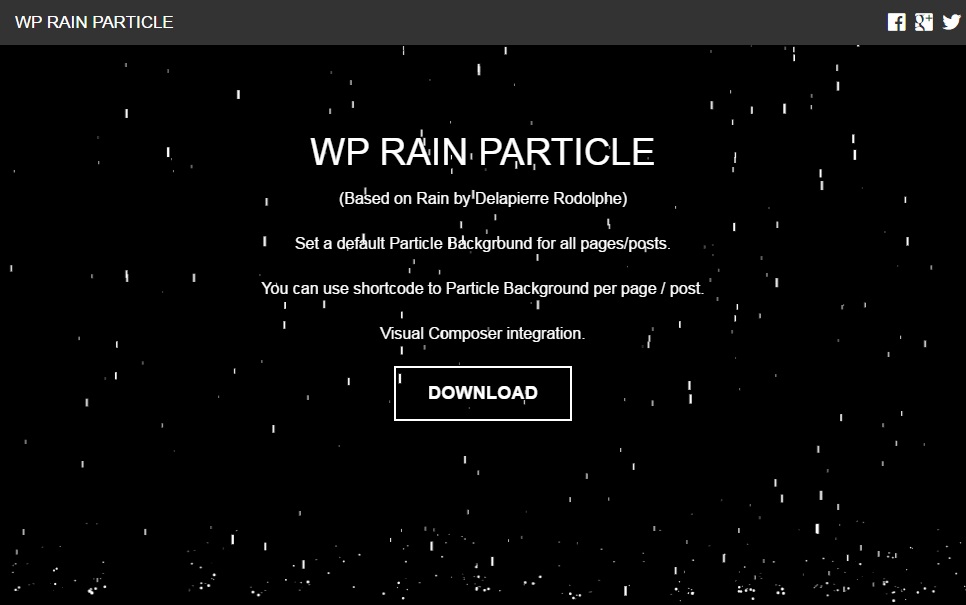 WP RAIN PARTICLE
WP RAIN PARTICLE
(Based on Rain by Delapierre Rodolphe)
Set a default Particle Background for all pages/posts.
You can use shortcode to Particle Background per page / post.
Visual Composer integration.
DOWNLOAD